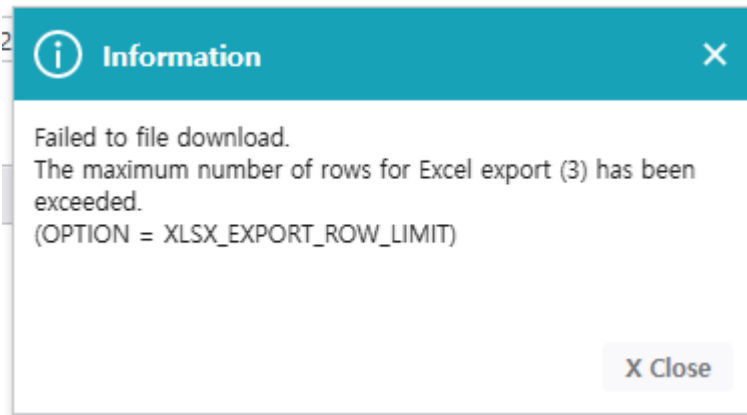 2
Information
Failed to file download.
The maximum number of rows for Excel export (3) has been
exceeded.
(OPTION = XLSX_EXPORT_ROW_LIMIT)
X Close